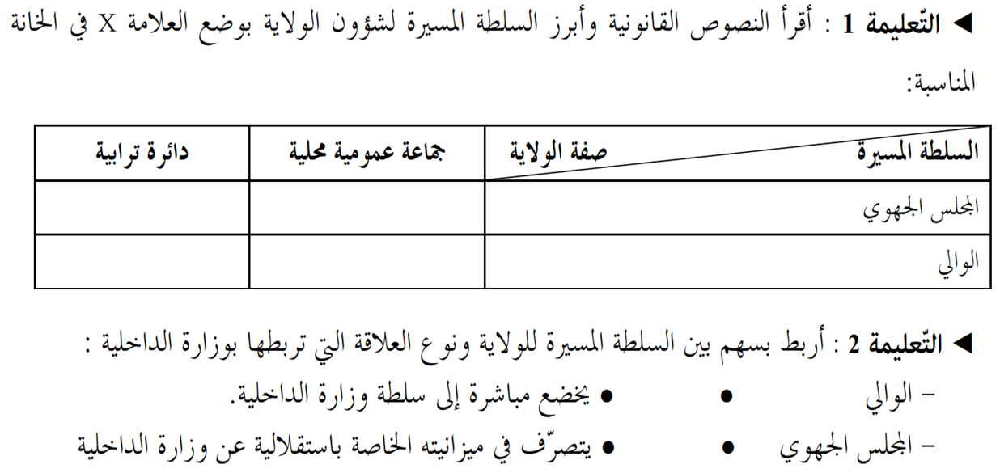 ◄ التّعليمة 1 : أقرأ النصوص القانونية وأبرز السلطة المسيرة لشؤون الولاية بوضع العلامة X في الخانة
المناسبة:
السلطة المسيرة صفة الولاية جماعة عمومية محلية دائرة ترابية
المجلس الجهوي
الوالي
◄ التّعليمة 2 : أربط بسهم بين السلطة المسيرة للولاية ونوع العلاقة التي تربطها بوزارة الداخلية :
– الوالي ● ● يخضع مباشرة إلى سلطة وزارة الداخلية.
– المجلس الجهوي ● ● يتصرّف في ميزانيته الخاصة باستقلالية عن وزارة الداخلية